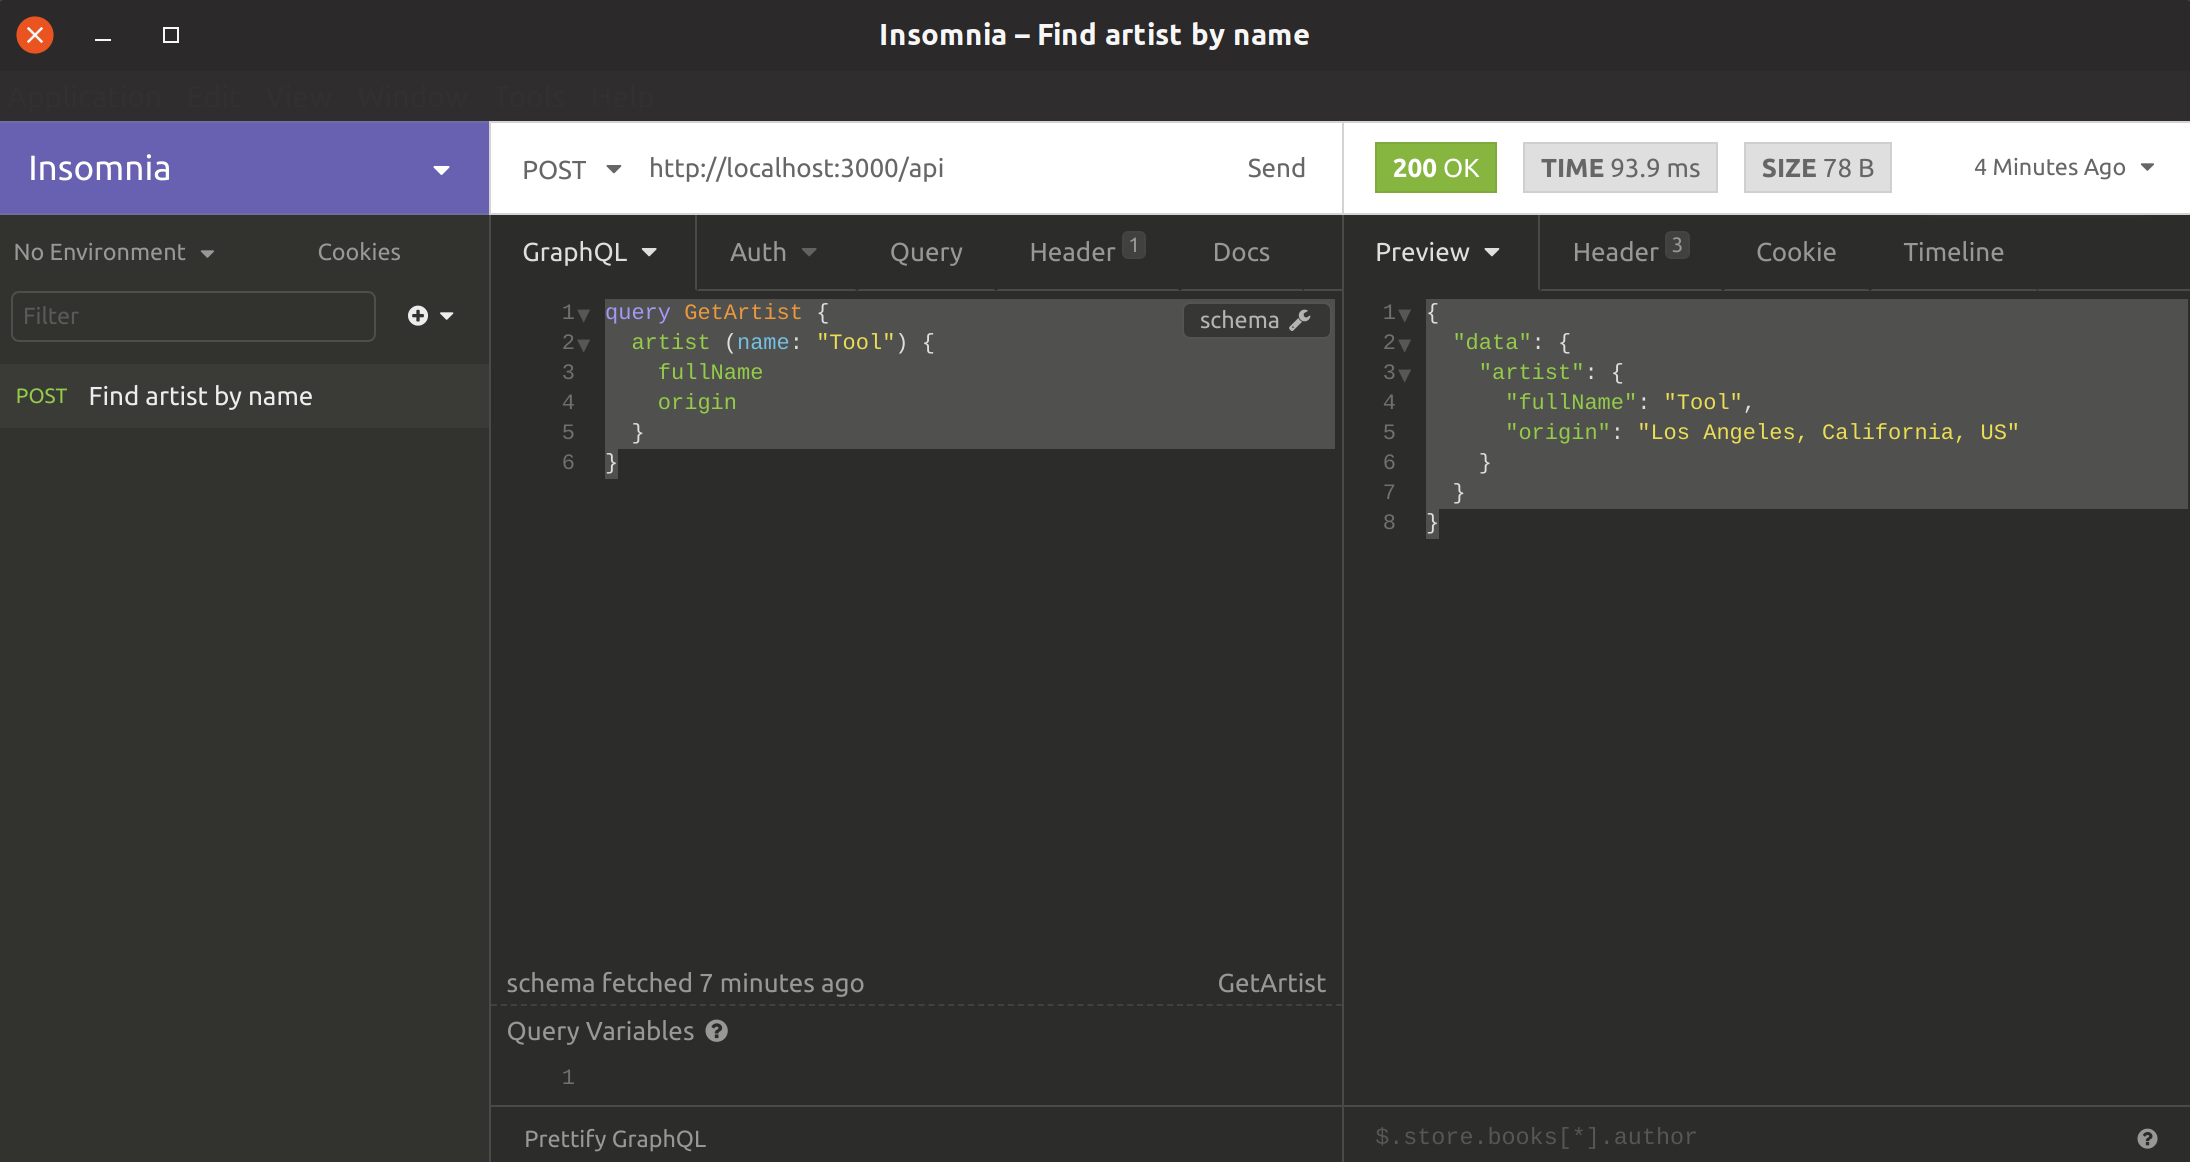 Insomnia – Find artist by name
Application Edit View Window Tools Help
Insomnia
POST http://localhost:3000/api Send
200 OK TIME 93.9 ms SIZE 78 B 4 Minutes Ago
No Environment Cookies
Filter
POST Find artist by name
GraphQL Auth Query Header 1 Docs
schema
1 query GetArtist {
2   artist (name: "Tool") {
3     fullName
4     origin
5   }
6 }
schema fetched 7 minutes ago GetArtist
Query Variables ?
1
Prettify GraphQL
Preview Header 3 Cookie Timeline
1 {
2   "data": {
3     "artist": {
4       "fullName": "Tool",
5       "origin": "Los Angeles, California, US"
6     }
7   }
8 }
$.store.books[*].author ?